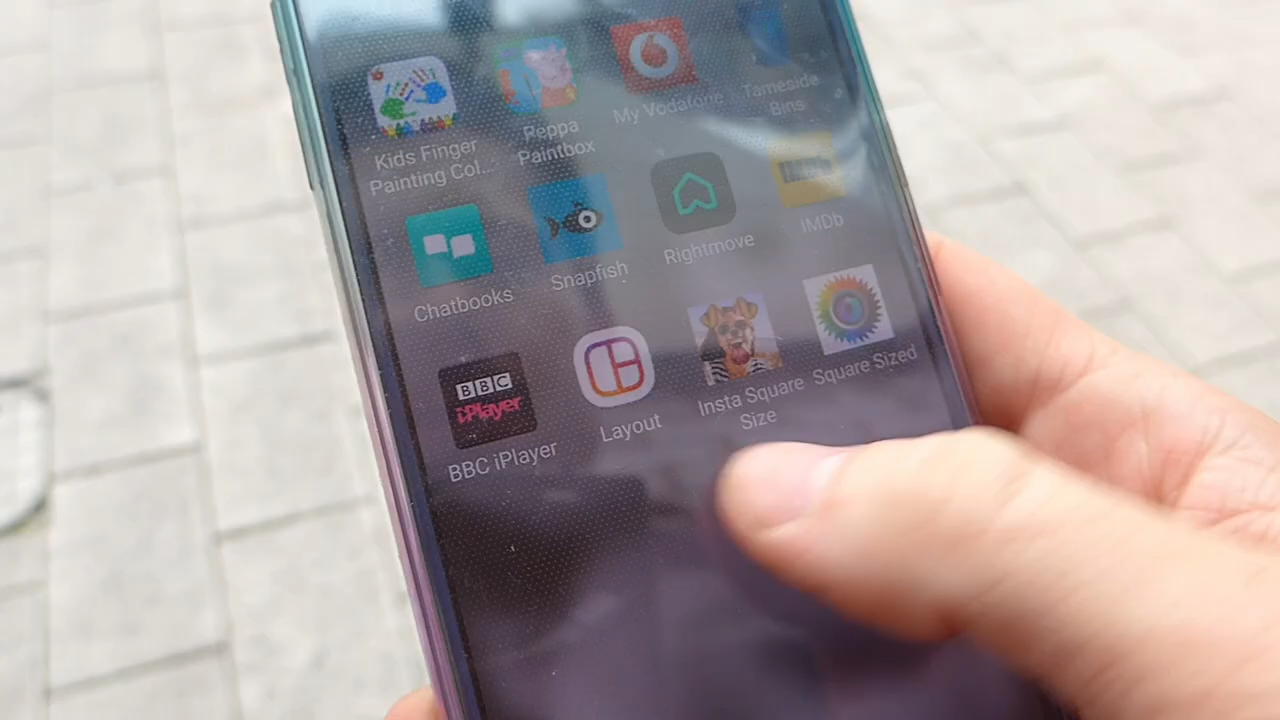 Kids Finger
Painting Col...
Peppa
Paintbox
My Vodafone
Tameside
Bins
Chatbooks
Snapfish
Rightmove
IMDb
IMDb
BBC
iPlayer
BBC iPlayer
Layout
Insta Square
Size
Square Sized